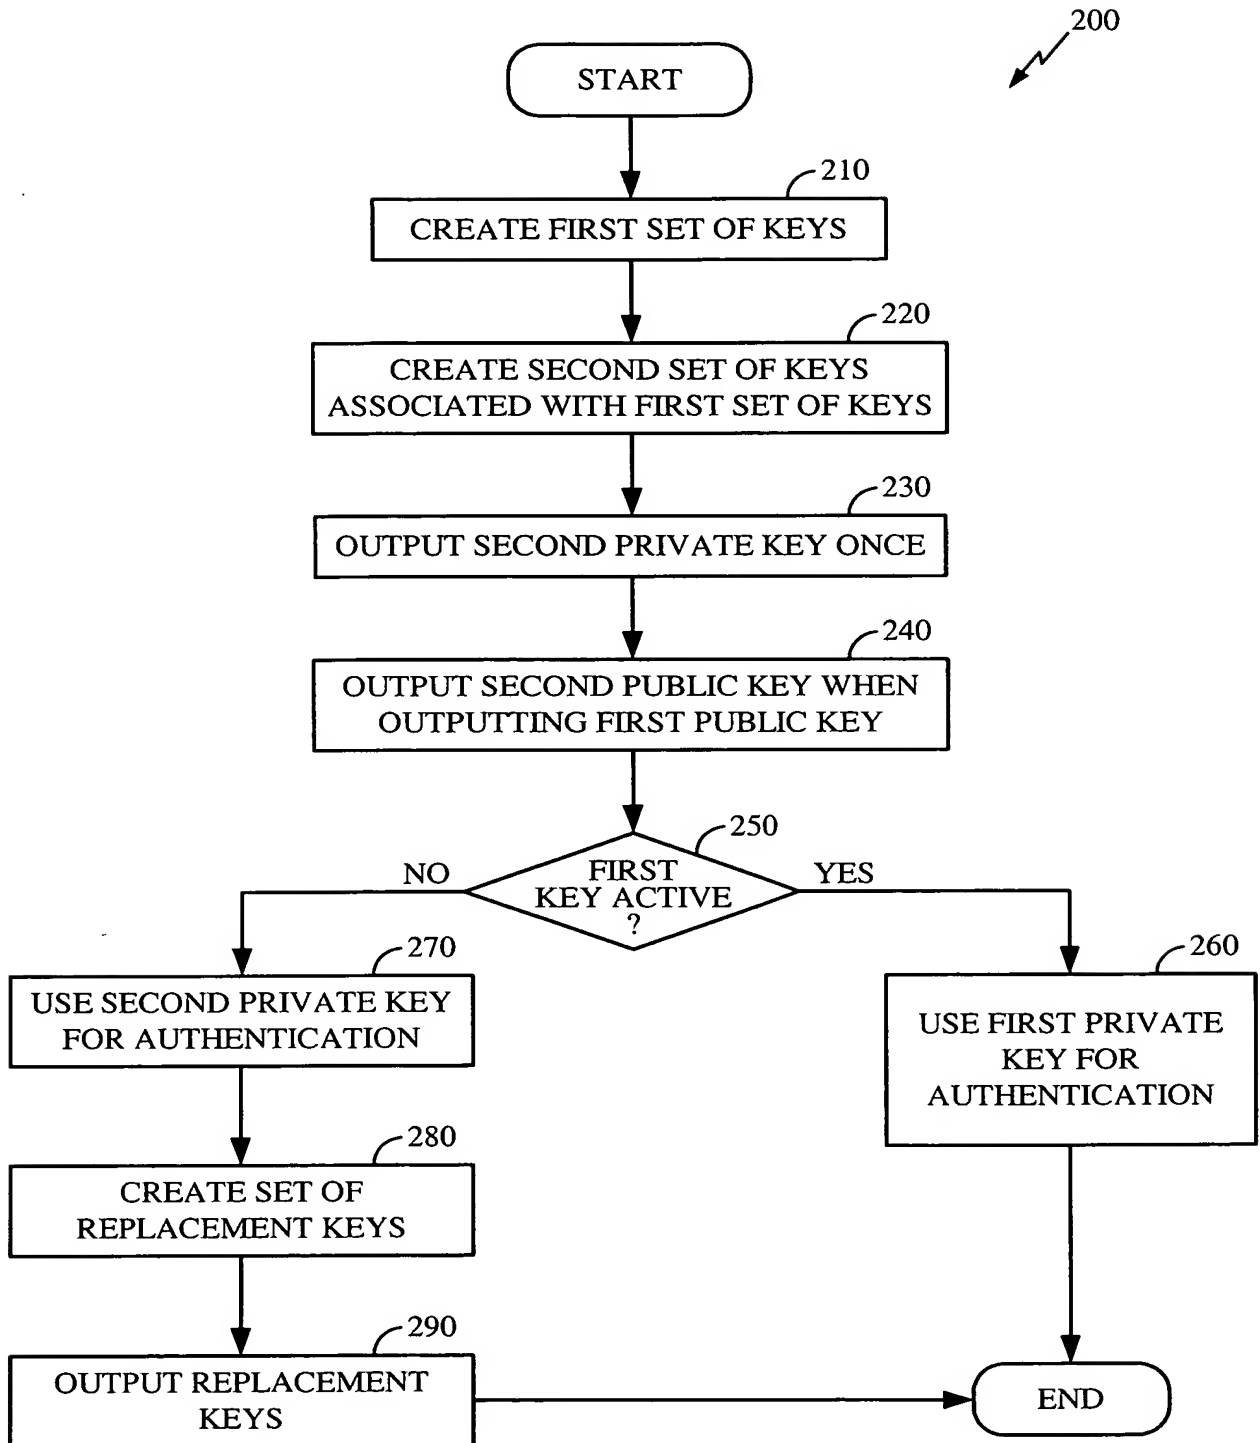 200
START
210
CREATE FIRST SET OF KEYS
220
CREATE SECOND SET OF KEYS
ASSOCIATED WITH FIRST SET OF KEYS
230
OUTPUT SECOND PRIVATE KEY ONCE
240
OUTPUT SECOND PUBLIC KEY WHEN
OUTPUTTING FIRST PUBLIC KEY
250
NO
FIRST
KEY ACTIVE
?
YES
270
USE SECOND PRIVATE KEY
FOR AUTHENTICATION
260
USE FIRST PRIVATE
KEY FOR
AUTHENTICATION
280
CREATE SET OF
REPLACEMENT KEYS
290
OUTPUT REPLACEMENT
KEYS
END